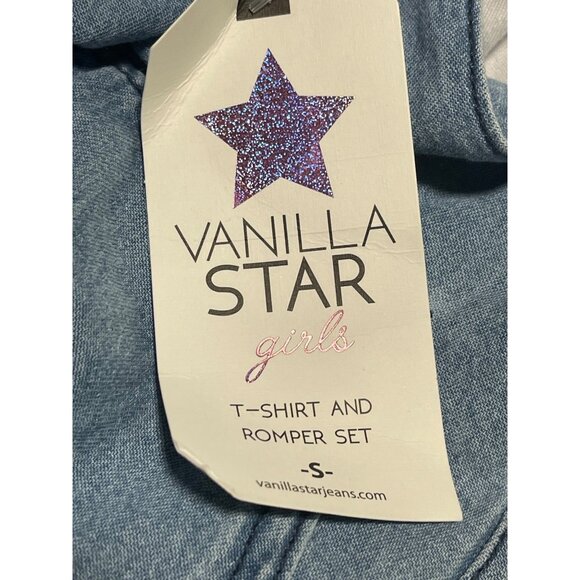 VANILLA
STAR
girls
T-SHIRT AND
ROMPER SET
-S-
vanillastarjeans.com